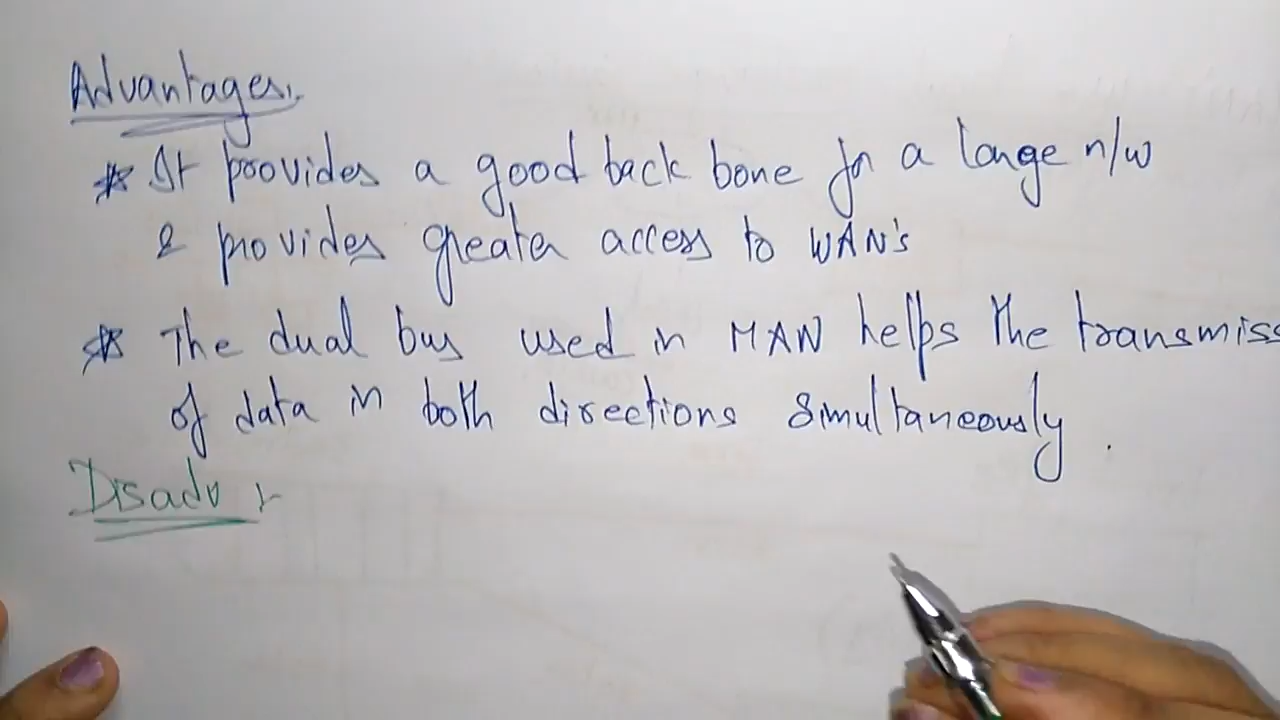 Advantages:
* It provides a good back bone for a large n/w
& provides greater access to WAN's
* The dual bus used in MAN helps the transmiss
of data in both directions simultaneously.
Disadv :-